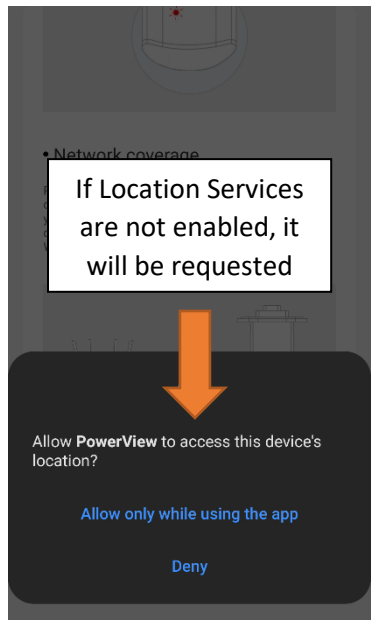 • Network coverage
If Location Services
are not enabled, it
will be requested
Allow PowerView to access this device's
location?
Allow only while using the app
Deny